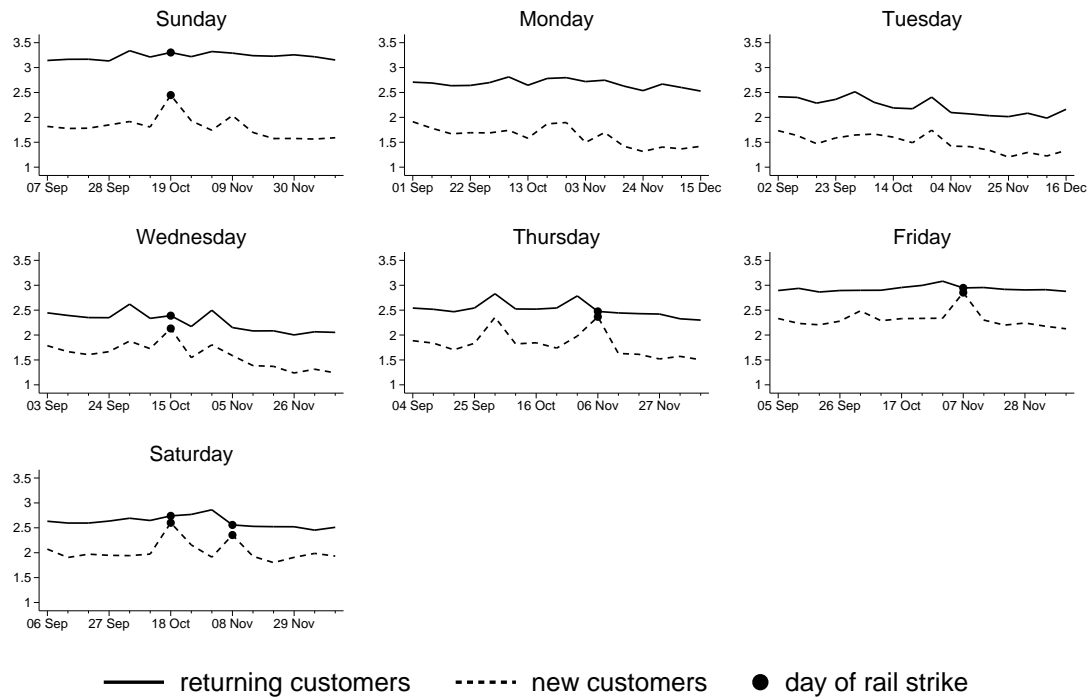 Sunday
3.5
3
2.5
2
1.5
1
07 Sep 28 Sep 19 Oct 09 Nov 30 Nov
Monday
3.5
3
2.5
2
1.5
1
01 Sep 22 Sep 13 Oct 03 Nov 24 Nov 15 Dec
Tuesday
3.5
3
2.5
2
1.5
1
02 Sep 23 Sep 14 Oct 04 Nov 25 Nov 16 Dec
Wednesday
3.5
3
2.5
2
1.5
1
03 Sep 24 Sep 15 Oct 05 Nov 26 Nov
Thursday
3.5
3
2.5
2
1.5
1
04 Sep 25 Sep 16 Oct 06 Nov 27 Nov
Friday
3.5
3
2.5
2
1.5
1
05 Sep 26 Sep 17 Oct 07 Nov 28 Nov
Saturday
3.5
3
2.5
2
1.5
1
06 Sep 27 Sep 18 Oct 08 Nov 29 Nov
returning customers new customers day of rail strike